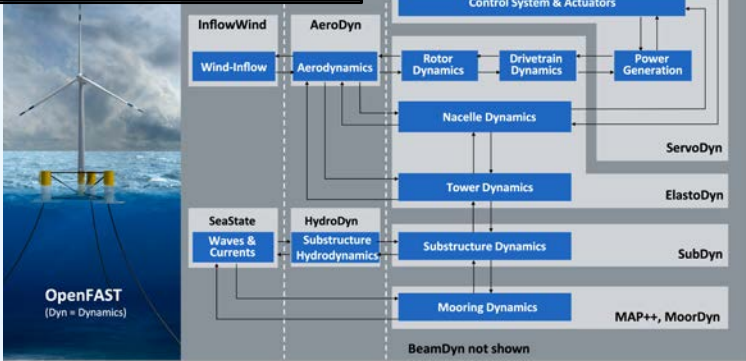 Control System & Actuators
InflowWind
AeroDyn
Wind-Inflow
Aerodynamics
Rotor
Dynamics
Drivetrain
Dynamics
Power
Generation
Nacelle Dynamics
ServoDyn
Tower Dynamics
ElastoDyn
SeaState
HydroDyn
Waves &
Currents
Substructure
Hydrodynamics
Substructure Dynamics
SubDyn
OpenFAST
(Dyn = Dynamics)
Mooring Dynamics
MAP++, MoorDyn
BeamDyn not shown